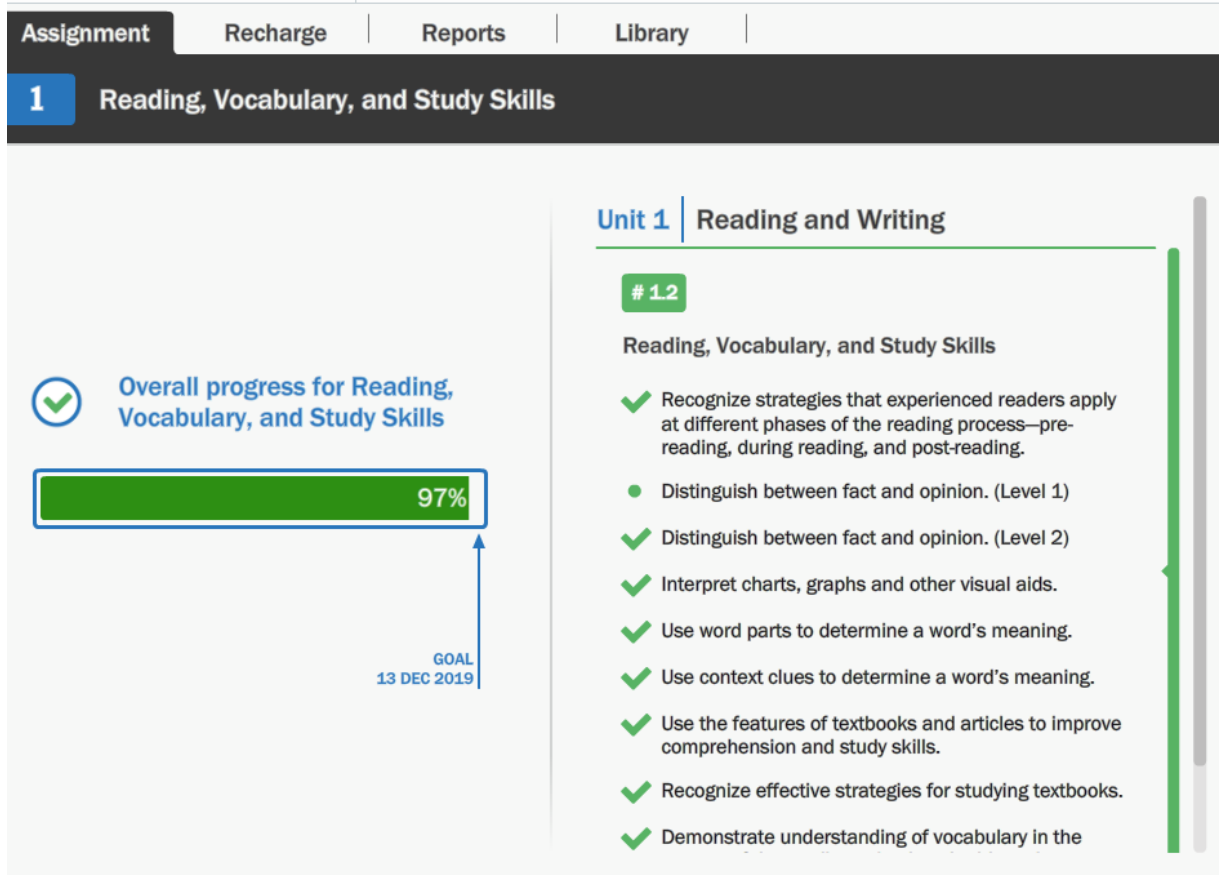 Assignment Recharge Reports Library
1 Reading, Vocabulary, and Study Skills
Overall progress for Reading,
Vocabulary, and Study Skills
97%
GOAL
13 DEC 2019
Unit 1 Reading and Writing
# 1.2
Reading, Vocabulary, and Study Skills
Recognize strategies that experienced readers apply
at different phases of the reading process—pre-
reading, during reading, and post-reading.
Distinguish between fact and opinion. (Level 1)
Distinguish between fact and opinion. (Level 2)
Interpret charts, graphs and other visual aids.
Use word parts to determine a word's meaning.
Use context clues to determine a word's meaning.
Use the features of textbooks and articles to improve
comprehension and study skills.
Recognize effective strategies for studying textbooks.
Demonstrate understanding of vocabulary in the